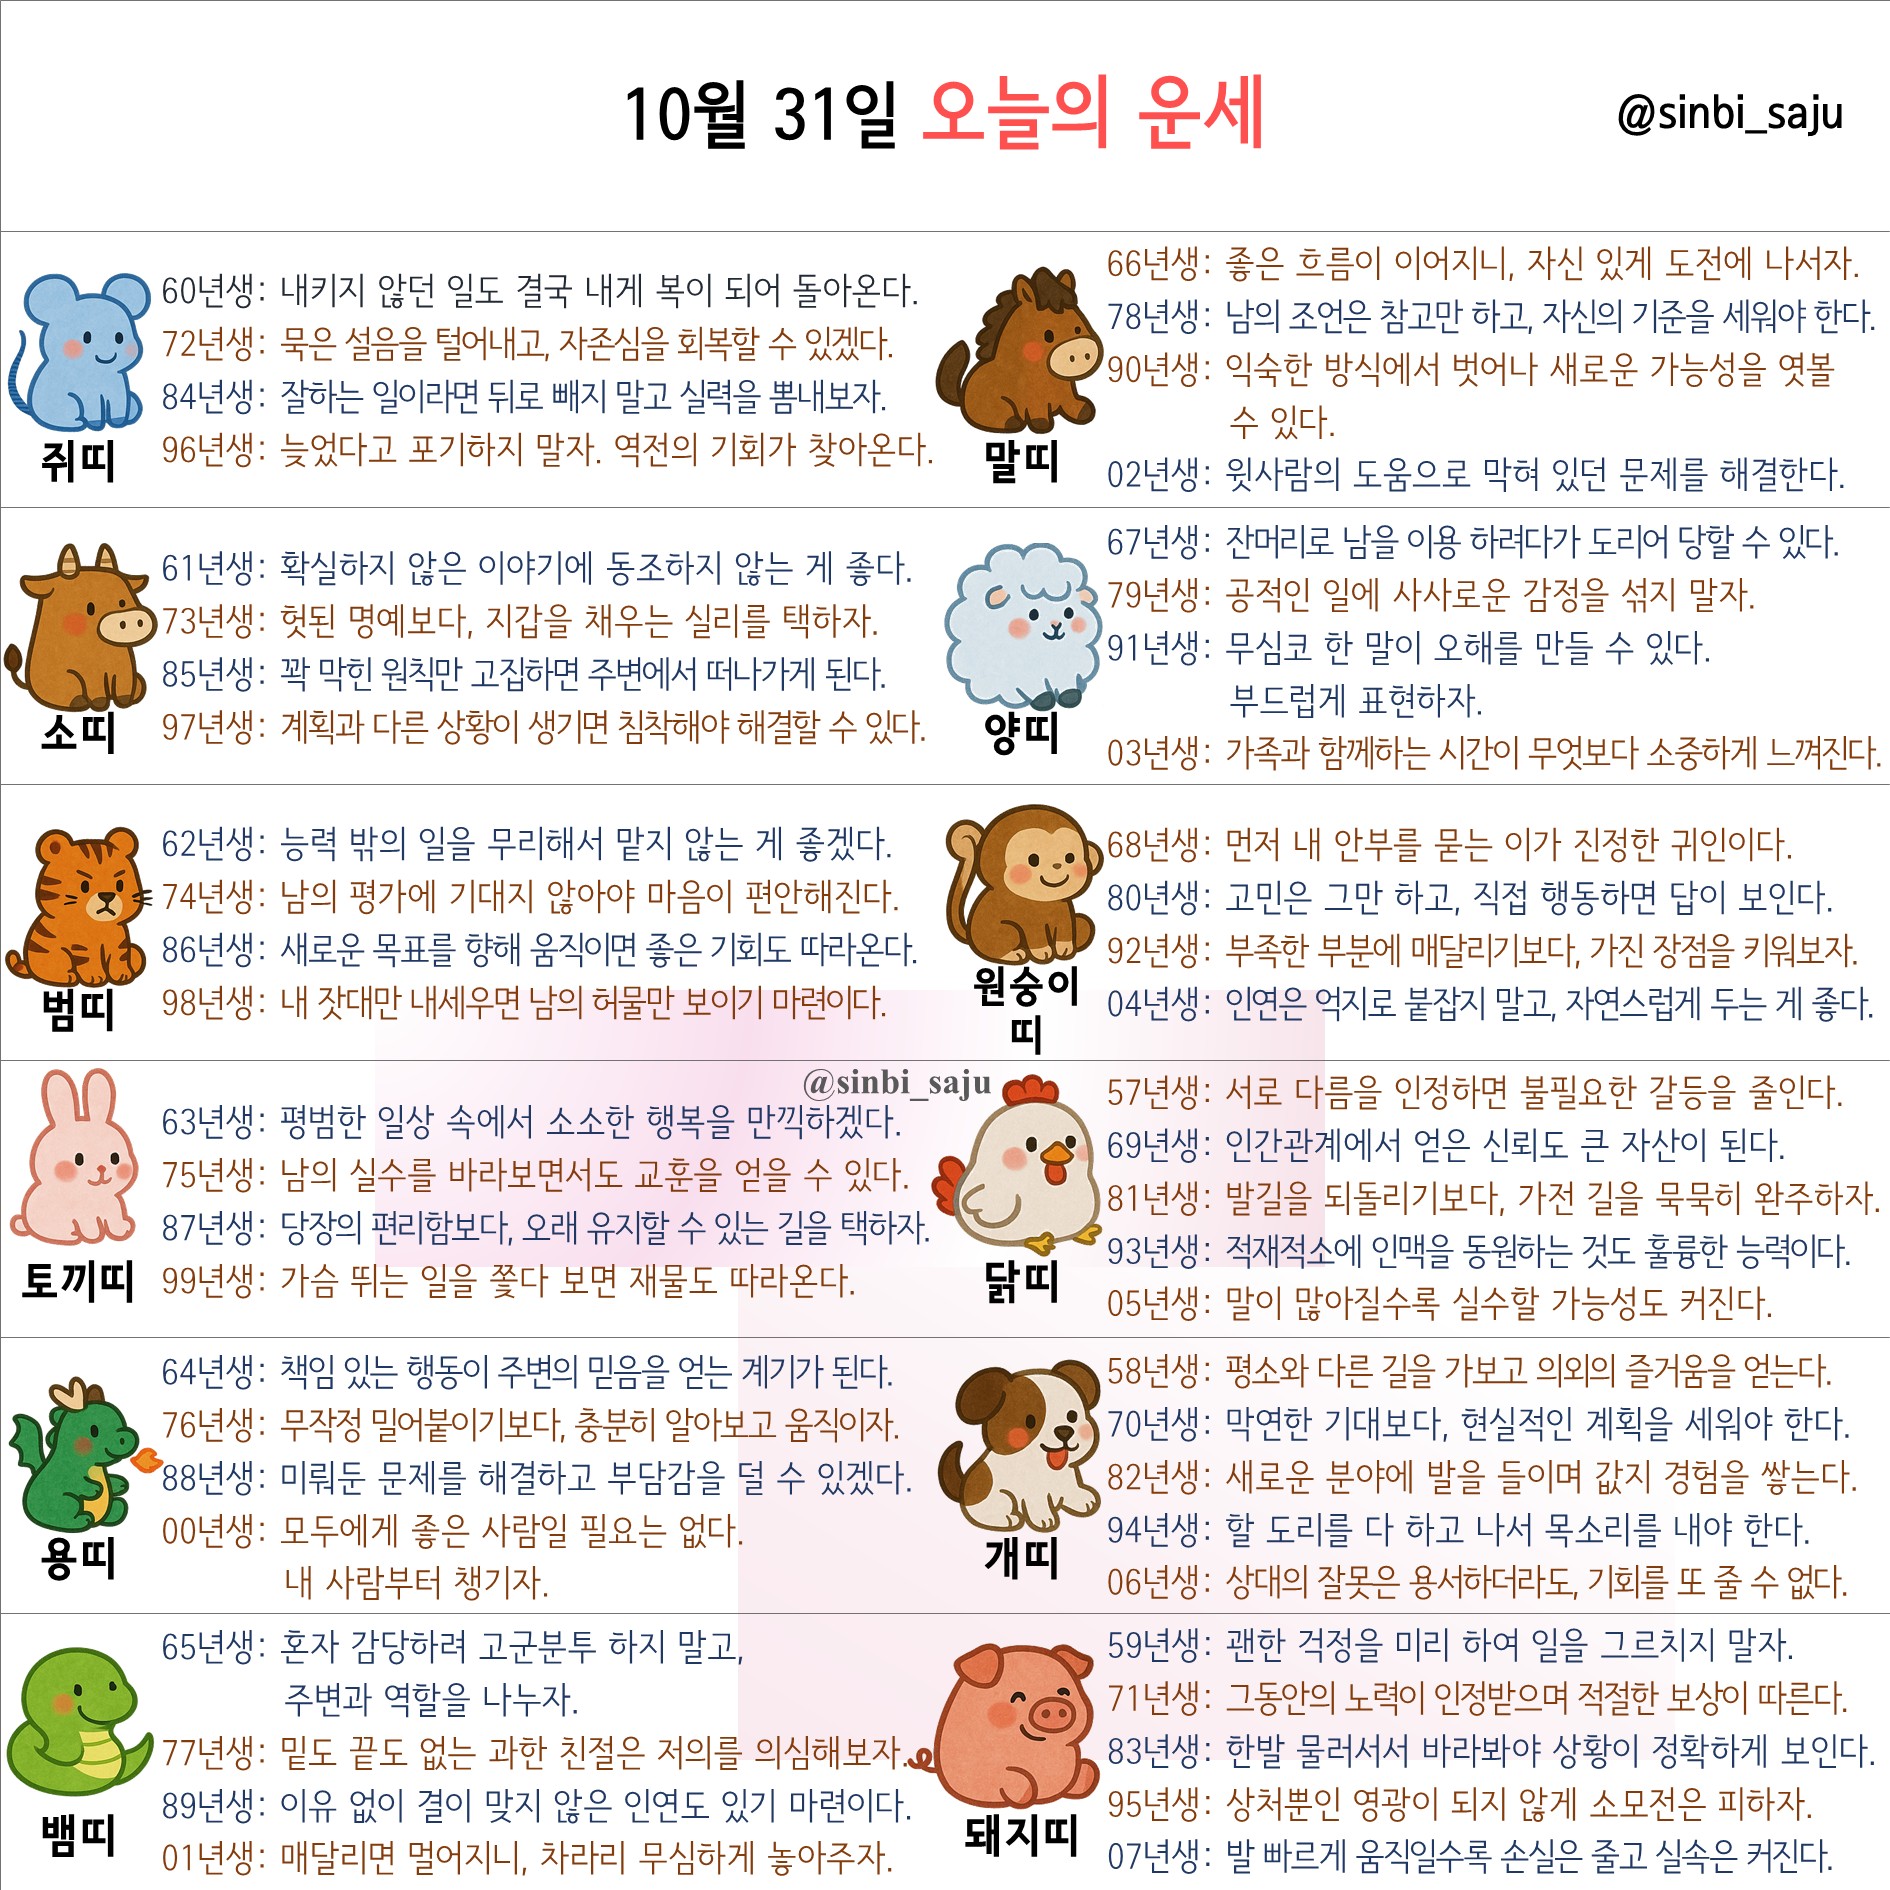 10월 31일 오늘의 운세
@sinbi_saju
쥐띠
60년생: 내키지 않던 일도 결국 내게 복이 되어 돌아온다.
72년생: 묵은 설음을 털어내고, 자존심을 회복할 수 있겠다.
84년생: 잘하는 일이라면 뒤로 빼지 말고 실력을 뽐내보자.
96년생: 늦었다고 포기하지 말자. 역전의 기회가 찾아온다.
말띠
66년생: 좋은 흐름이 이어지니, 자신 있게 도전에 나서자.
78년생: 남의 조언은 참고만 하고, 자신의 기준을 세워야 한다.
90년생: 익숙한 방식에서 벗어나 새로운 가능성을 엿볼
수 있다.
02년생: 윗사람의 도움으로 막혀 있던 문제를 해결한다.
소띠
61년생: 확실하지 않은 이야기에 동조하지 않는 게 좋다.
73년생: 헛된 명예보다, 지갑을 채우는 실리를 택하자.
85년생: 꽉 막힌 원칙만 고집하면 주변에서 떠나가게 된다.
97년생: 계획과 다른 상황이 생기면 침착해야 해결할 수 있다.
양띠
67년생: 잔머리로 남을 이용 하려다가 도리어 당할 수 있다.
79년생: 공적인 일에 사사로운 감정을 섞지 말자.
91년생: 무심코 한 말이 오해를 만들 수 있다.
부드럽게 표현하자.
03년생: 가족과 함께하는 시간이 무엇보다 소중하게 느껴진다.
범띠
62년생: 능력 밖의 일을 무리해서 맡지 않는 게 좋겠다.
74년생: 남의 평가에 기대지 않아야 마음이 편안해진다.
86년생: 새로운 목표를 향해 움직이면 좋은 기회도 따라온다.
98년생: 내 잣대만 내세우면 남의 허물만 보이기 마련이다.
원숭이
띠
68년생: 먼저 내 안부를 묻는 이가 진정한 귀인이다.
80년생: 고민은 그만 하고, 직접 행동하면 답이 보인다.
92년생: 부족한 부분에 매달리기보다, 가진 장점을 키워보자.
04년생: 인연은 억지로 붙잡지 말고, 자연스럽게 두는 게 좋다.
@sinbi_saju
토끼띠
63년생: 평범한 일상 속에서 소소한 행복을 만끽하겠다.
75년생: 남의 실수를 바라보면서도 교훈을 얻을 수 있다.
87년생: 당장의 편리함보다, 오래 유지할 수 있는 길을 택하자.
99년생: 가슴 뛰는 일을 쫓다 보면 재물도 따라온다.
닭띠
57년생: 서로 다름을 인정하면 불필요한 갈등을 줄인다.
69년생: 인간관계에서 얻은 신뢰도 큰 자산이 된다.
81년생: 발길을 되돌리기보다, 가전 길을 묵묵히 완주하자.
93년생: 적재적소에 인맥을 동원하는 것도 훌륭한 능력이다.
05년생: 말이 많아질수록 실수할 가능성도 커진다.
용띠
64년생: 책임 있는 행동이 주변의 믿음을 얻는 계기가 된다.
76년생: 무작정 밀어붙이기보다, 충분히 알아보고 움직이자.
88년생: 미뤄둔 문제를 해결하고 부담감을 덜 수 있겠다.
00년생: 모두에게 좋은 사람일 필요는 없다.
내 사람부터 챙기자.
개띠
58년생: 평소와 다른 길을 가보고 의외의 즐거움을 얻는다.
70년생: 막연한 기대보다, 현실적인 계획을 세워야 한다.
82년생: 새로운 분야에 발을 들이며 값지 경험을 쌓는다.
94년생: 할 도리를 다 하고 나서 목소리를 내야 한다.
06년생: 상대의 잘못은 용서하더라도, 기회를 또 줄 수 없다.
뱀띠
65년생: 혼자 감당하려 고군분투 하지 말고,
주변과 역할을 나누자.
77년생: 밑도 끝도 없는 과한 친절은 저의를 의심해보자.
89년생: 이유 없이 결이 맞지 않은 인연도 있기 마련이다.
01년생: 매달리면 멀어지니, 차라리 무심하게 놓아주자.
돼지띠
59년생: 괜한 걱정을 미리 하여 일을 그르치지 말자.
71년생: 그동안의 노력이 인정받으며 적절한 보상이 따른다.
83년생: 한발 물러서서 바라봐야 상황이 정확하게 보인다.
95년생: 상처뿐인 영광이 되지 않게 소모전은 피하자.
07년생: 발 빠르게 움직일수록 손실은 줄고 실속은 커진다.